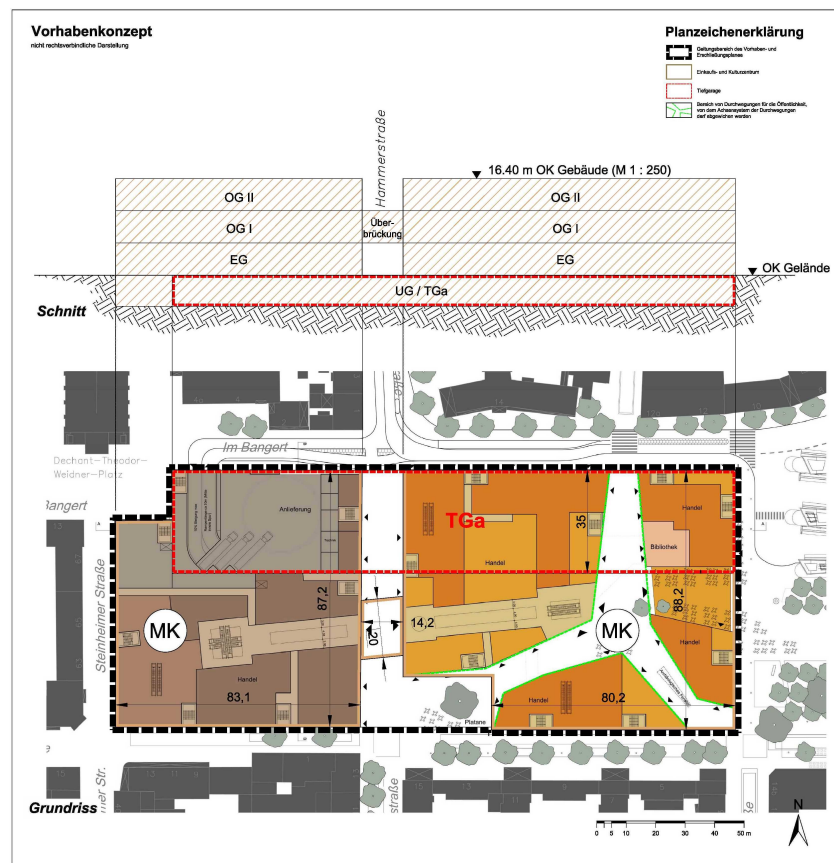 Vorhabenkonzept
nicht rechtsverbindliche Darstellung
Planzeichenerklärung
Geltungsbereich des Vorhaben- und
Erschließungsplanes
Einkaufs- und Kulturzentrum
Tiefgarage
Bereich von Durchwegungen für die Öffentlichkeit,
von dem Achsensystem der Durchwegungen
darf abgewichen werden
Hammerstraße
16.40 m OK Gebäude (M 1 : 250)
OG II
OG II
OG I
Über-
brückung
OG I
EG
EG
OK Gelände
UG / TGa
Schnitt
Im Bangert
14
Dechant-Theodor-
Weidner-Platz
Bangert
Anlieferung
TGa
35
Handel
Bibliothek
Handel
Steinheimer Straße
87,2
88,2
MK
20
14,2
MK
Handel
Handel
83,1
Handel
80,2
Platane
Grundriss
N
0 5 10 20 30 40 50 m